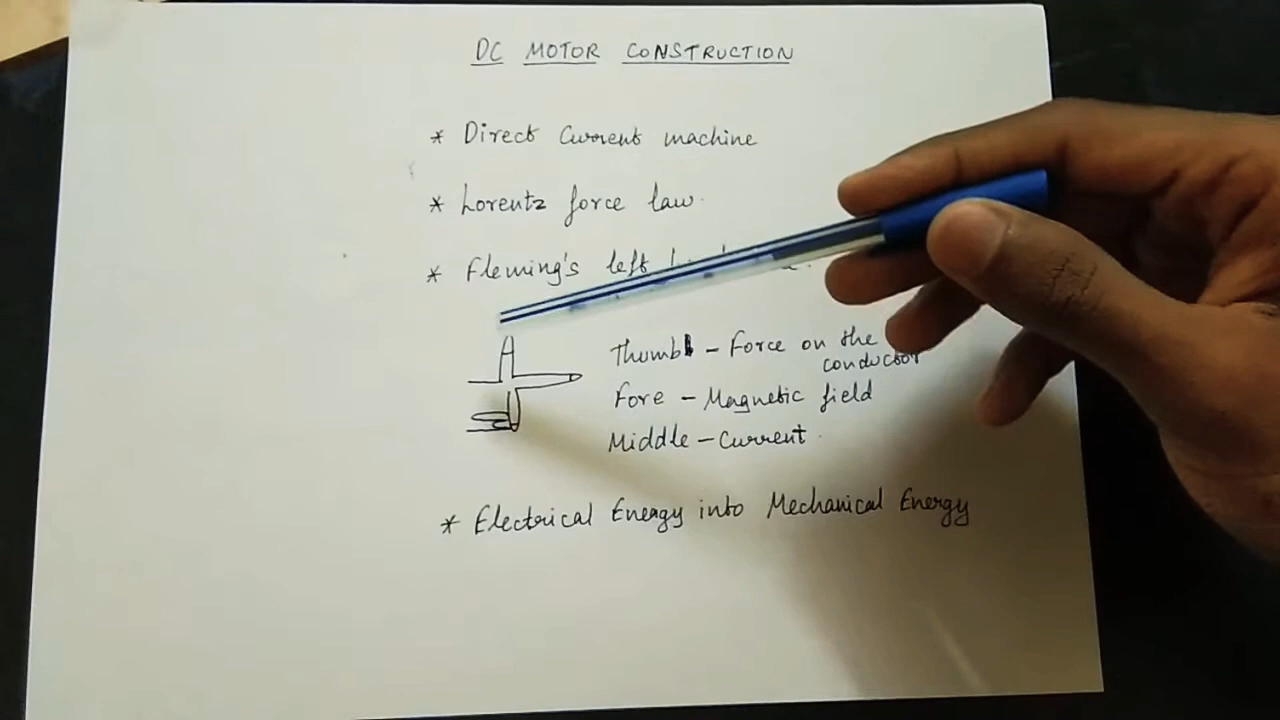 DC MOTOR CONSTRUCTION
* Direct Current machine
* Lorentz force law.
* Fleming's left
Thumb - Force on the
conductor
Fore - Magnetic field
Middle - Current.
* Electrical Energy into Mechanical Energy